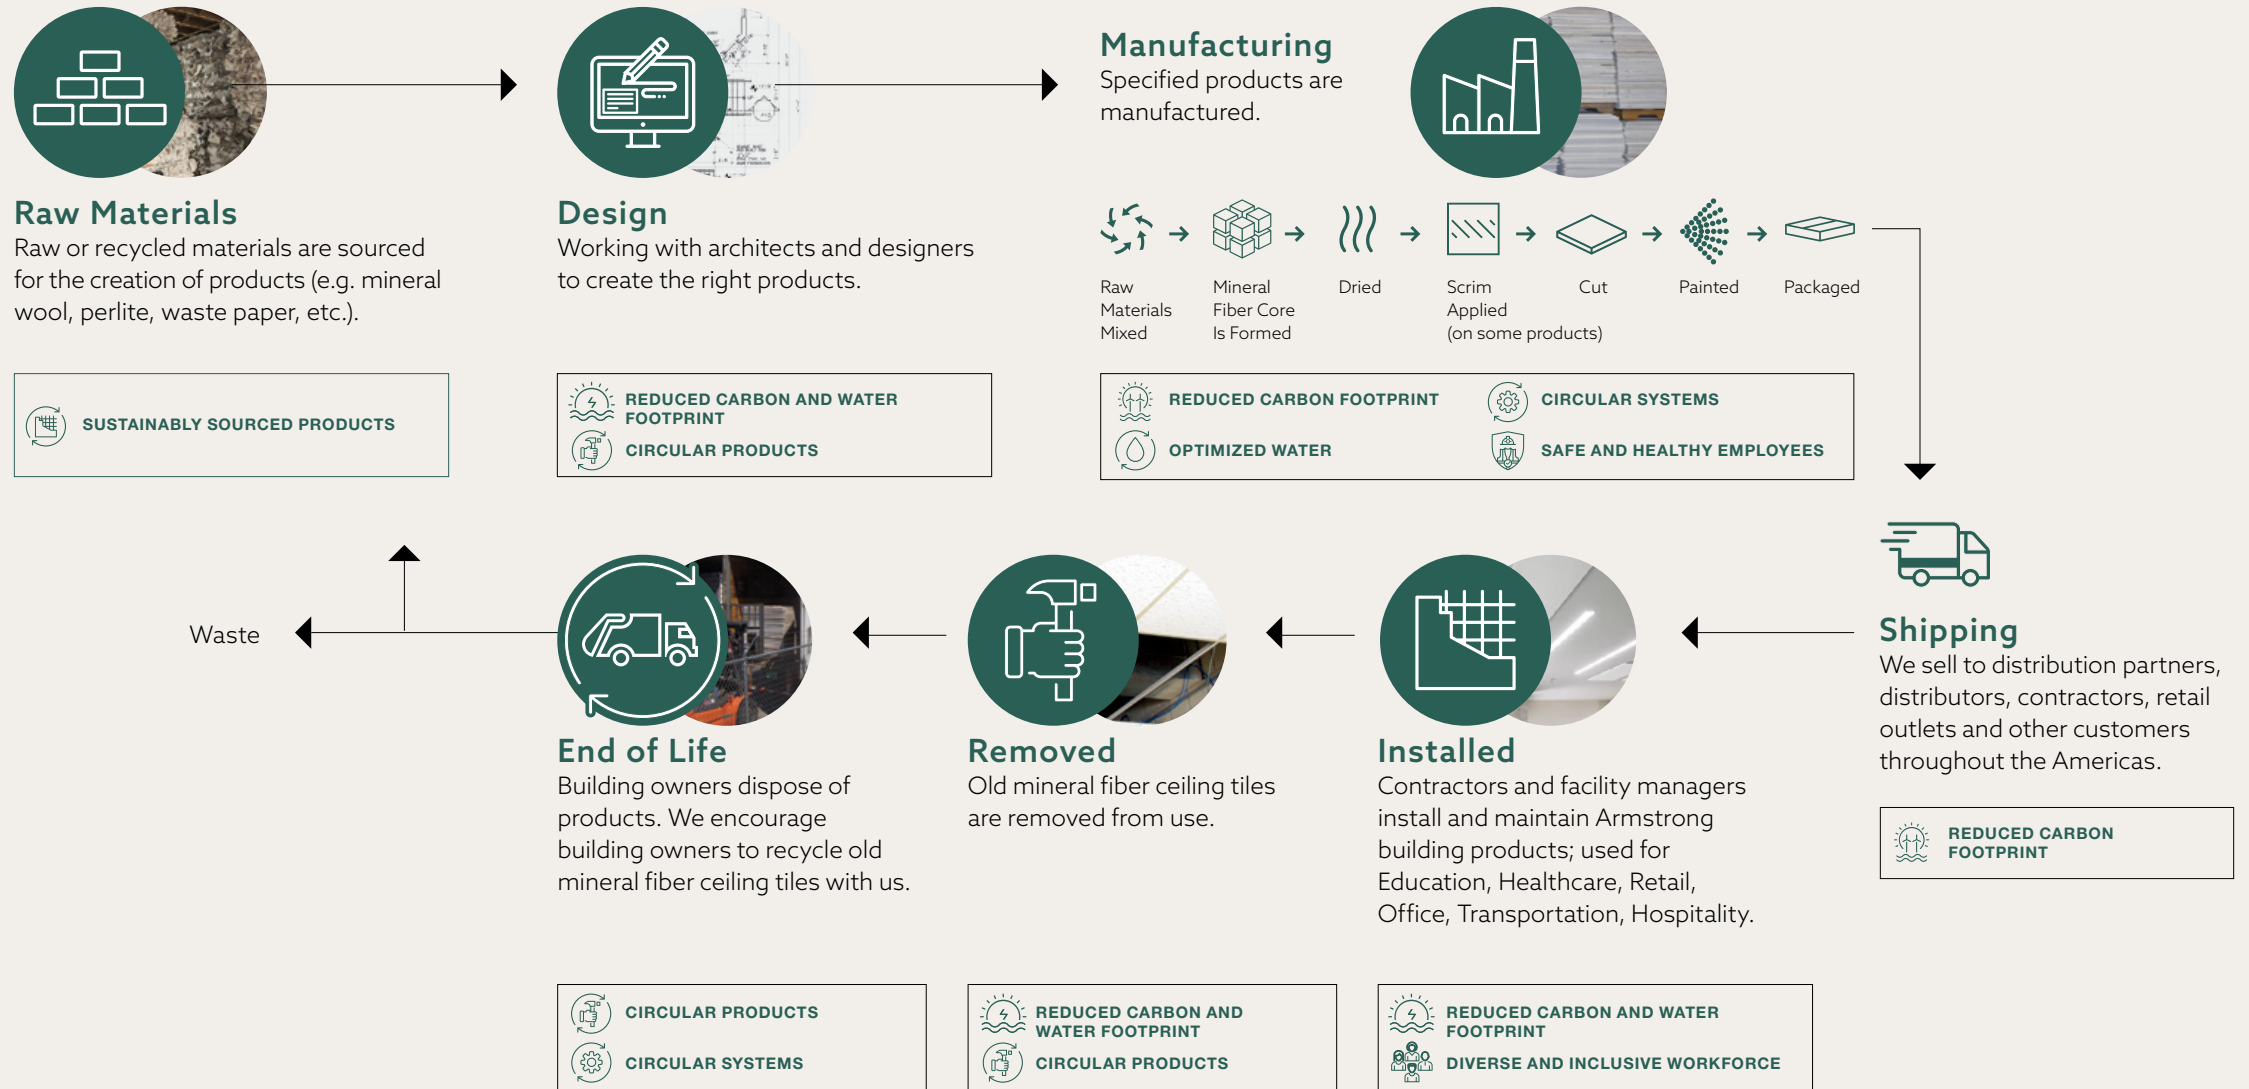 Raw Materials
Raw or recycled materials are sourced
for the creation of products (e.g. mineral
wool, perlite, waste paper, etc.).
SUSTAINABLY SOURCED PRODUCTS
Design
Working with architects and designers
to create the right products.
REDUCED CARBON AND WATER
FOOTPRINT
CIRCULAR PRODUCTS
Manufacturing
Specified products are
manufactured.
Raw
Materials
Mixed
Mineral
Fiber Core
Is Formed
Dried
Scrim
Applied
(on some products)
Cut
Painted
Packaged
REDUCED CARBON FOOTPRINT
OPTIMIZED WATER
CIRCULAR SYSTEMS
SAFE AND HEALTHY EMPLOYEES
Shipping
We sell to distribution partners,
distributors, contractors, retail
outlets and other customers
throughout the Americas.
REDUCED CARBON
FOOTPRINT
Installed
Contractors and facility managers
install and maintain Armstrong
building products; used for
Education, Healthcare, Retail,
Office, Transportation, Hospitality.
REDUCED CARBON AND WATER
FOOTPRINT
DIVERSE AND INCLUSIVE WORKFORCE
Removed
Old mineral fiber ceiling tiles
are removed from use.
REDUCED CARBON AND
WATER FOOTPRINT
CIRCULAR PRODUCTS
End of Life
Building owners dispose of
products. We encourage
building owners to recycle old
mineral fiber ceiling tiles with us.
CIRCULAR PRODUCTS
CIRCULAR SYSTEMS
Waste